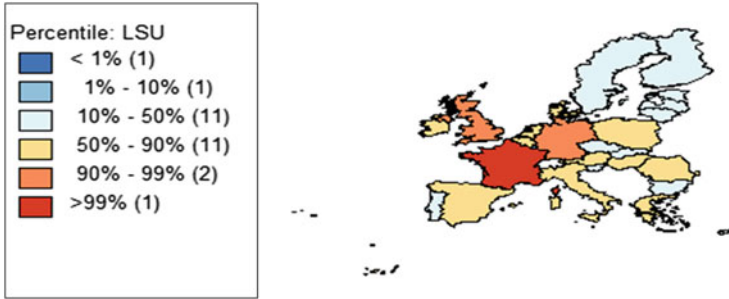 Percentile: LSU
< 1% (1)
1% - 10% (1)
10% - 50% (11)
50% - 90% (11)
90% - 99% (2)
>99% (1)